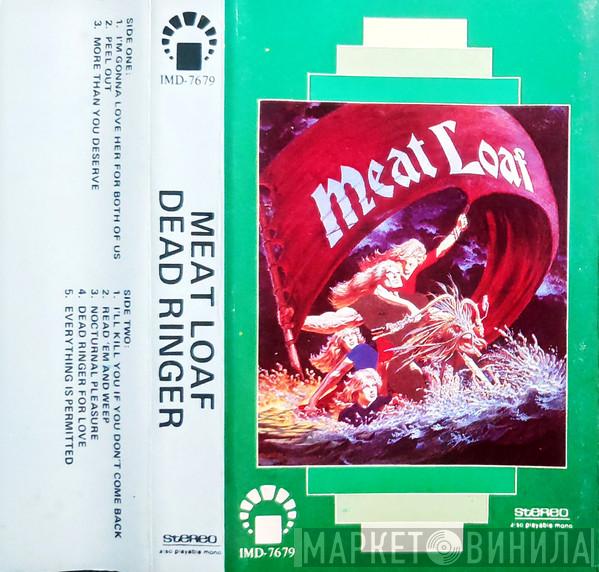 SIDE ONE:
1. I'M GONNA LOVE HER FOR BOTH OF US
2. PEEL OUT
3. MORE THAN YOU DESERVE
SIDE TWO:
1. I'LL KILL YOU IF YOU DON'T COME BACK
2. READ 'EM AND WEEP
3. NOCTURNAL PLEASURE
4. DEAD RINGER FOR LOVE
5. EVERYTHING IS PERMITTED
IMD-7679
MEAT LOAF
DEAD RINGER
stereo
also playable mono
Meat Loaf
stereo
also playable mono
IMD-7679
МАРКЕТ ВИНИЛА